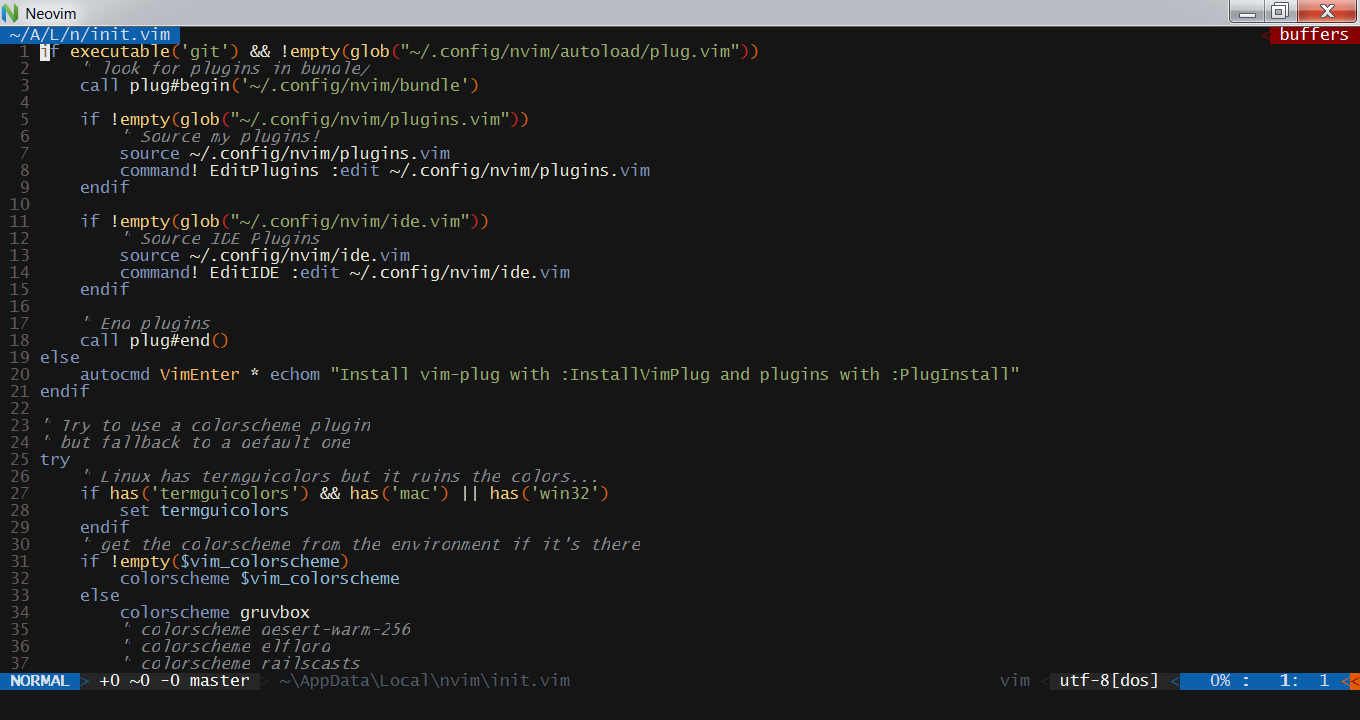 Neovim
~/A/L/n/init.vim < buffers
1 if executable('git') && !empty(glob("~/.config/nvim/autoload/plug.vim"))
2     " look for plugins in bundle/
3     call plug#begin('~/.config/nvim/bundle')
4
5     if !empty(glob("~/.config/nvim/plugins.vim"))
6         " Source my plugins!
7         source ~/.config/nvim/plugins.vim
8         command! EditPlugins :edit ~/.config/nvim/plugins.vim
9     endif
10
11     if !empty(glob("~/.config/nvim/ide.vim"))
12         " Source IDE Plugins
13         source ~/.config/nvim/ide.vim
14         command! EditIDE :edit ~/.config/nvim/ide.vim
15     endif
16
17     " End plugins
18     call plug#end()
19 else
20     autocmd VimEnter * echom "Install vim-plug with :InstallVimPlug and plugins with :PlugInstall"
21 endif
22
23 " Try to use a colorscheme plugin
24 " but fallback to a default one
25 try
26     " Linux has termguicolors but it ruins the colors...
27     if has('termguicolors') && has('mac') || has('win32')
28         set termguicolors
29     endif
30     " get the colorscheme from the environment if it's there
31     if !empty($vim_colorscheme)
32         colorscheme $vim_colorscheme
33     else
34         colorscheme gruvbox
35         " colorscheme desert-warm-256
36         " colorscheme elflord
37         " colorscheme railscasts
NORMAL > +0 ~0 -0 master > ~\AppData\Local\nvim\init.vim vim < utf-8[dos] < 0% : 1: 1 <<